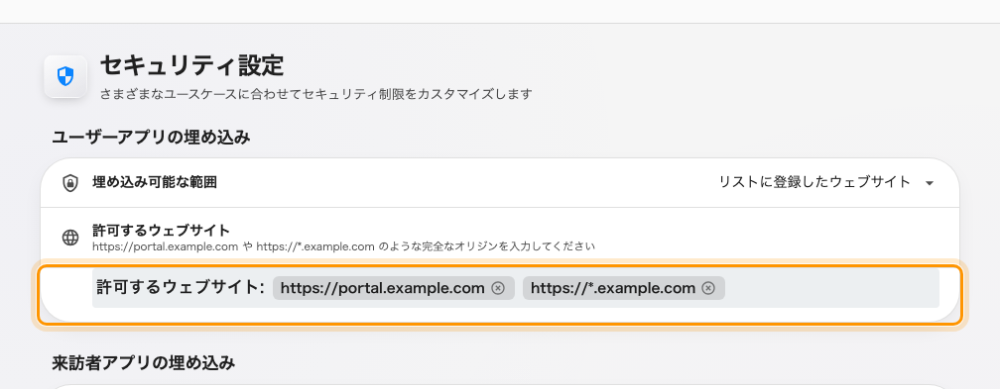 セキュリティ設定
さまざまなユースケースに合わせてセキュリティ制限をカスタマイズします
ユーザーアプリの埋め込み
埋め込み可能な範囲
リストに登録したウェブサイト
許可するウェブサイト
https://portal.example.com や https://*.example.com のような完全なオリジンを入力してください
許可するウェブサイト: https://portal.example.com https://*.example.com
来訪者アプリの埋め込み